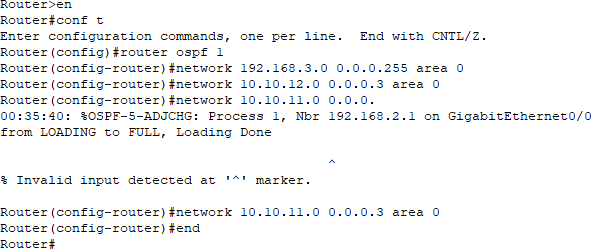 Router>en
Router#conf t
Enter configuration commands, one per line.  End with CNTL/Z.
Router(config)#router ospf 1
Router(config-router)#network 192.168.3.0 0.0.0.255 area 0
Router(config-router)#network 10.10.12.0 0.0.0.3 area 0
Router(config-router)#network 10.10.11.0 0.0.0.
00:35:40: %OSPF-5-ADJCHG: Process 1, Nbr 192.168.2.1 on GigabitEthernet0/0
from LOADING to FULL, Loading Done
^
% Invalid input detected at '^' marker.
Router(config-router)#network 10.10.11.0 0.0.0.3 area 0
Router(config-router)#end
Router#